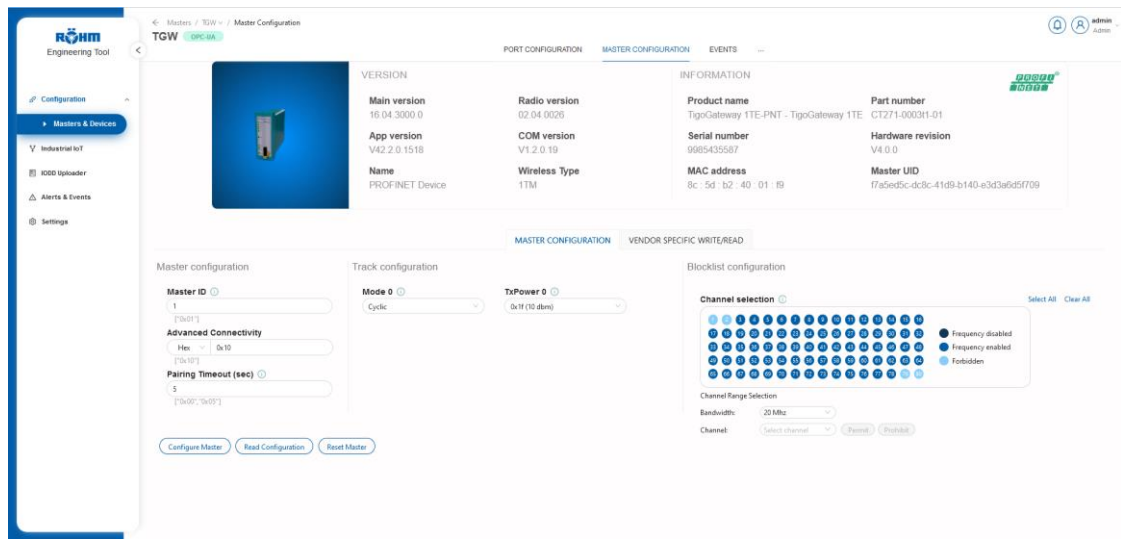 RÖHM
Engineering Tool
Configuration
Masters & Devices
Industrial IoT
IODD Uploader
Alerts & Events
Settings
← Masters / TGW / Master Configuration
TGW OPC-UA
admin
Admin
PORT CONFIGURATION MASTER CONFIGURATION EVENTS ...
VERSION
Main version
16.04.3000.0
Radio version
02.04.0026
App version
V42.2.0.1518
COM version
V1.2.0.19
Name
PROFINET Device
Wireless Type
1TM
INFORMATION
PROFI
NET
Product name
TigoGateway 1TE-PNT - TigoGateway 1TE
Part number
CT271-0003f1-01
Serial number
9985435587
Hardware revision
V4.0.0
MAC address
8c : 5d : b2 : 40 : 01 : f9
Master UID
f7a5ed5c-dc8c-41d9-b140-e3d3a6d5f709
MASTER CONFIGURATION VENDOR SPECIFIC WRITE/READ
Master configuration
Master ID
1
["0x01"]
Advanced Connectivity
Hex 0x10
["0x10"]
Pairing Timeout (sec)
5
["0x00","0x05"]
Configure Master Read Configuration Reset Master
Track configuration
Mode 0
Cyclic
TxPower 0
0x1f (10 dbm)
Blocklist configuration
Channel selection
Select All Clear All
Frequency disabled
Frequency enabled
Forbidden
Channel Range Selection
Bandwidth: 20 Mhz
Channel: Select channel Permit Prohibit